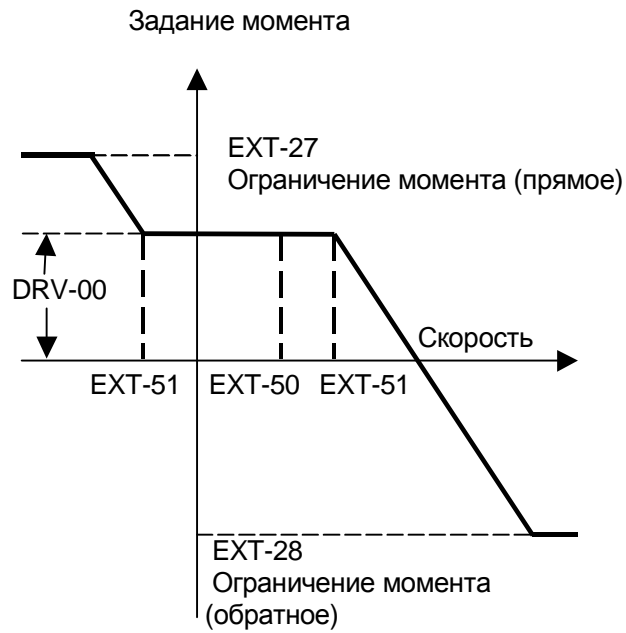 Задание момента
EXT-27
Ограничение момента (прямое)
DRV-00
Скорость
EXT-51 EXT-50 EXT-51
EXT-28
Ограничение момента
(обратное)